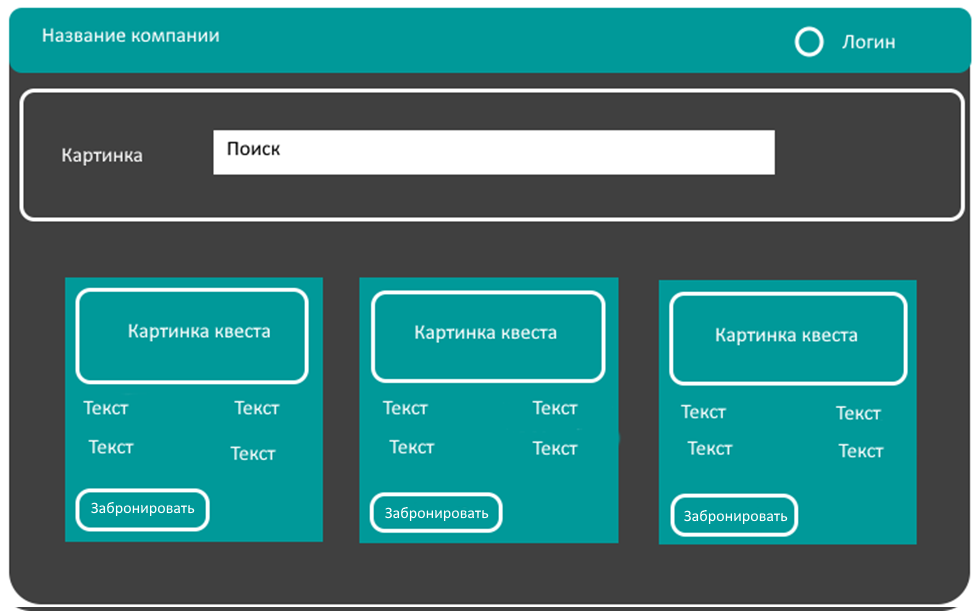 Название компании
Логин
Картинка
Поиск
Картинка квеста
Текст Текст
Текст Текст
Забронировать
Картинка квеста
Текст Текст
Текст Текст
Забронировать
Картинка квеста
Текст Текст
Текст Текст
Забронировать